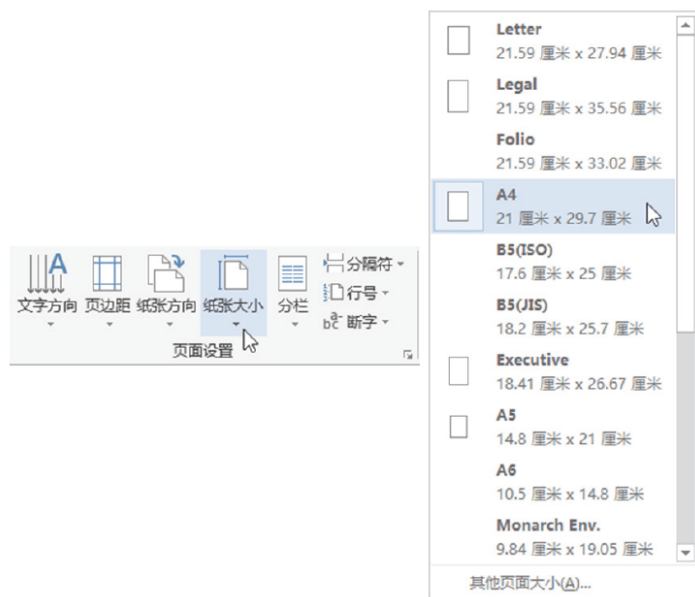 文字方向 页边距 纸张方向 纸张大小 分栏
分隔符
行号
断字
页面设置
Letter
21.59 厘米 x 27.94 厘米
Legal
21.59 厘米 x 35.56 厘米
Folio
21.59 厘米 x 33.02 厘米
A4
21 厘米 x 29.7 厘米
B5(ISO)
17.6 厘米 x 25 厘米
B5(JIS)
18.2 厘米 x 25.7 厘米
Executive
18.41 厘米 x 26.67 厘米
A5
14.8 厘米 x 21 厘米
A6
10.5 厘米 x 14.8 厘米
Monarch Env.
9.84 厘米 x 19.05 厘米
其他页面大小(A)...